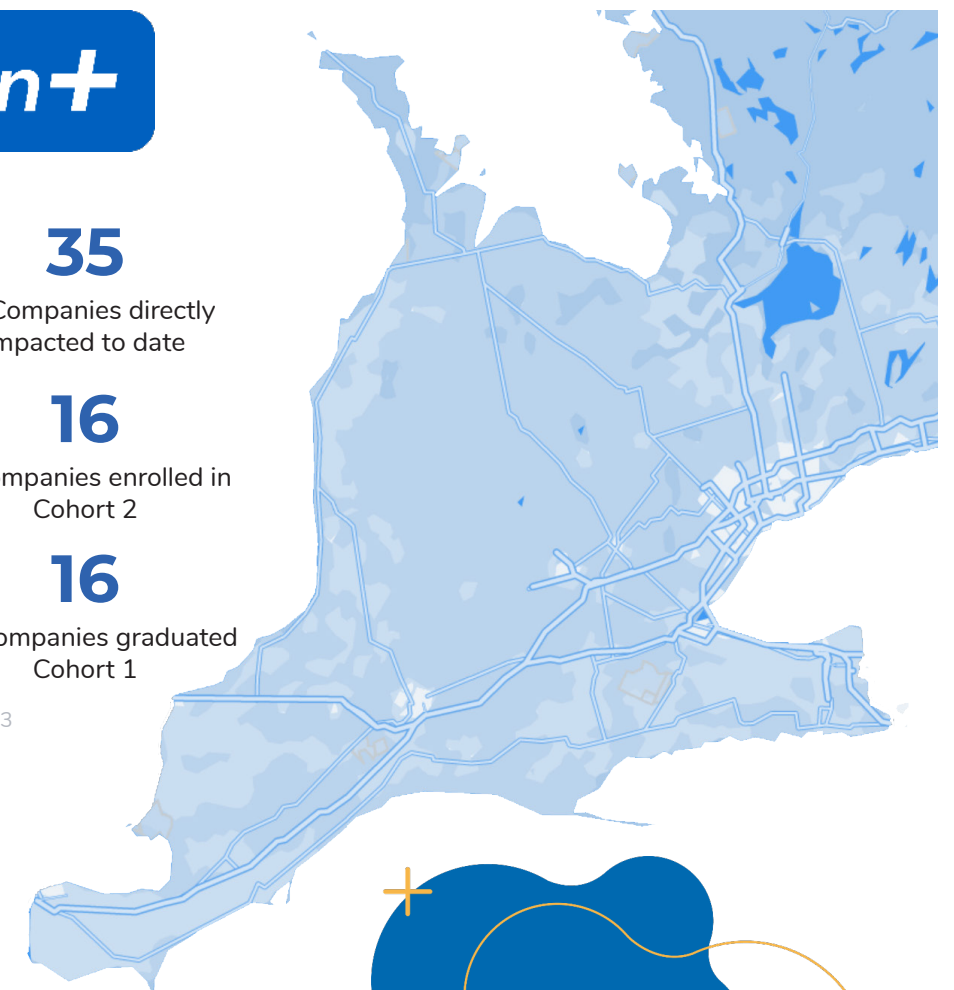 n+
35
Companies directly
mpacted to date
16
ompanies enrolled in
Cohort 2
16
ompanies graduated
Cohort 1
3